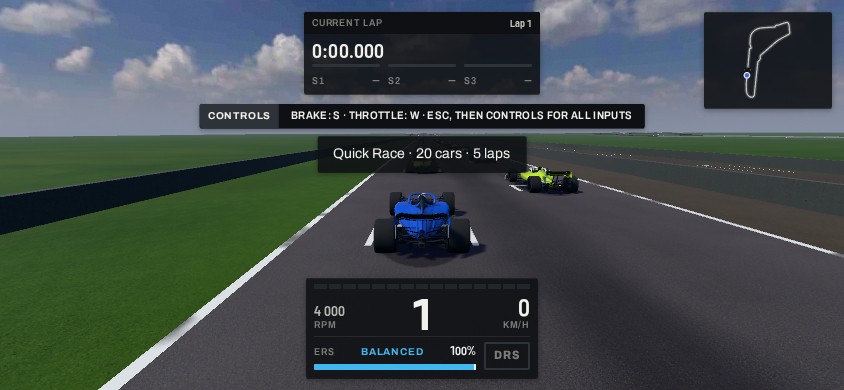 CURRENT LAP Lap 1
0:00.000
S1 – S2 – S3 –
CONTROLS BRAKE: S · THROTTLE: W · ESC, THEN CONTROLS FOR ALL INPUTS
Quick Race · 20 cars · 5 laps
4 000 1 0
RPM KM/H
ERS BALANCED 100% DRS